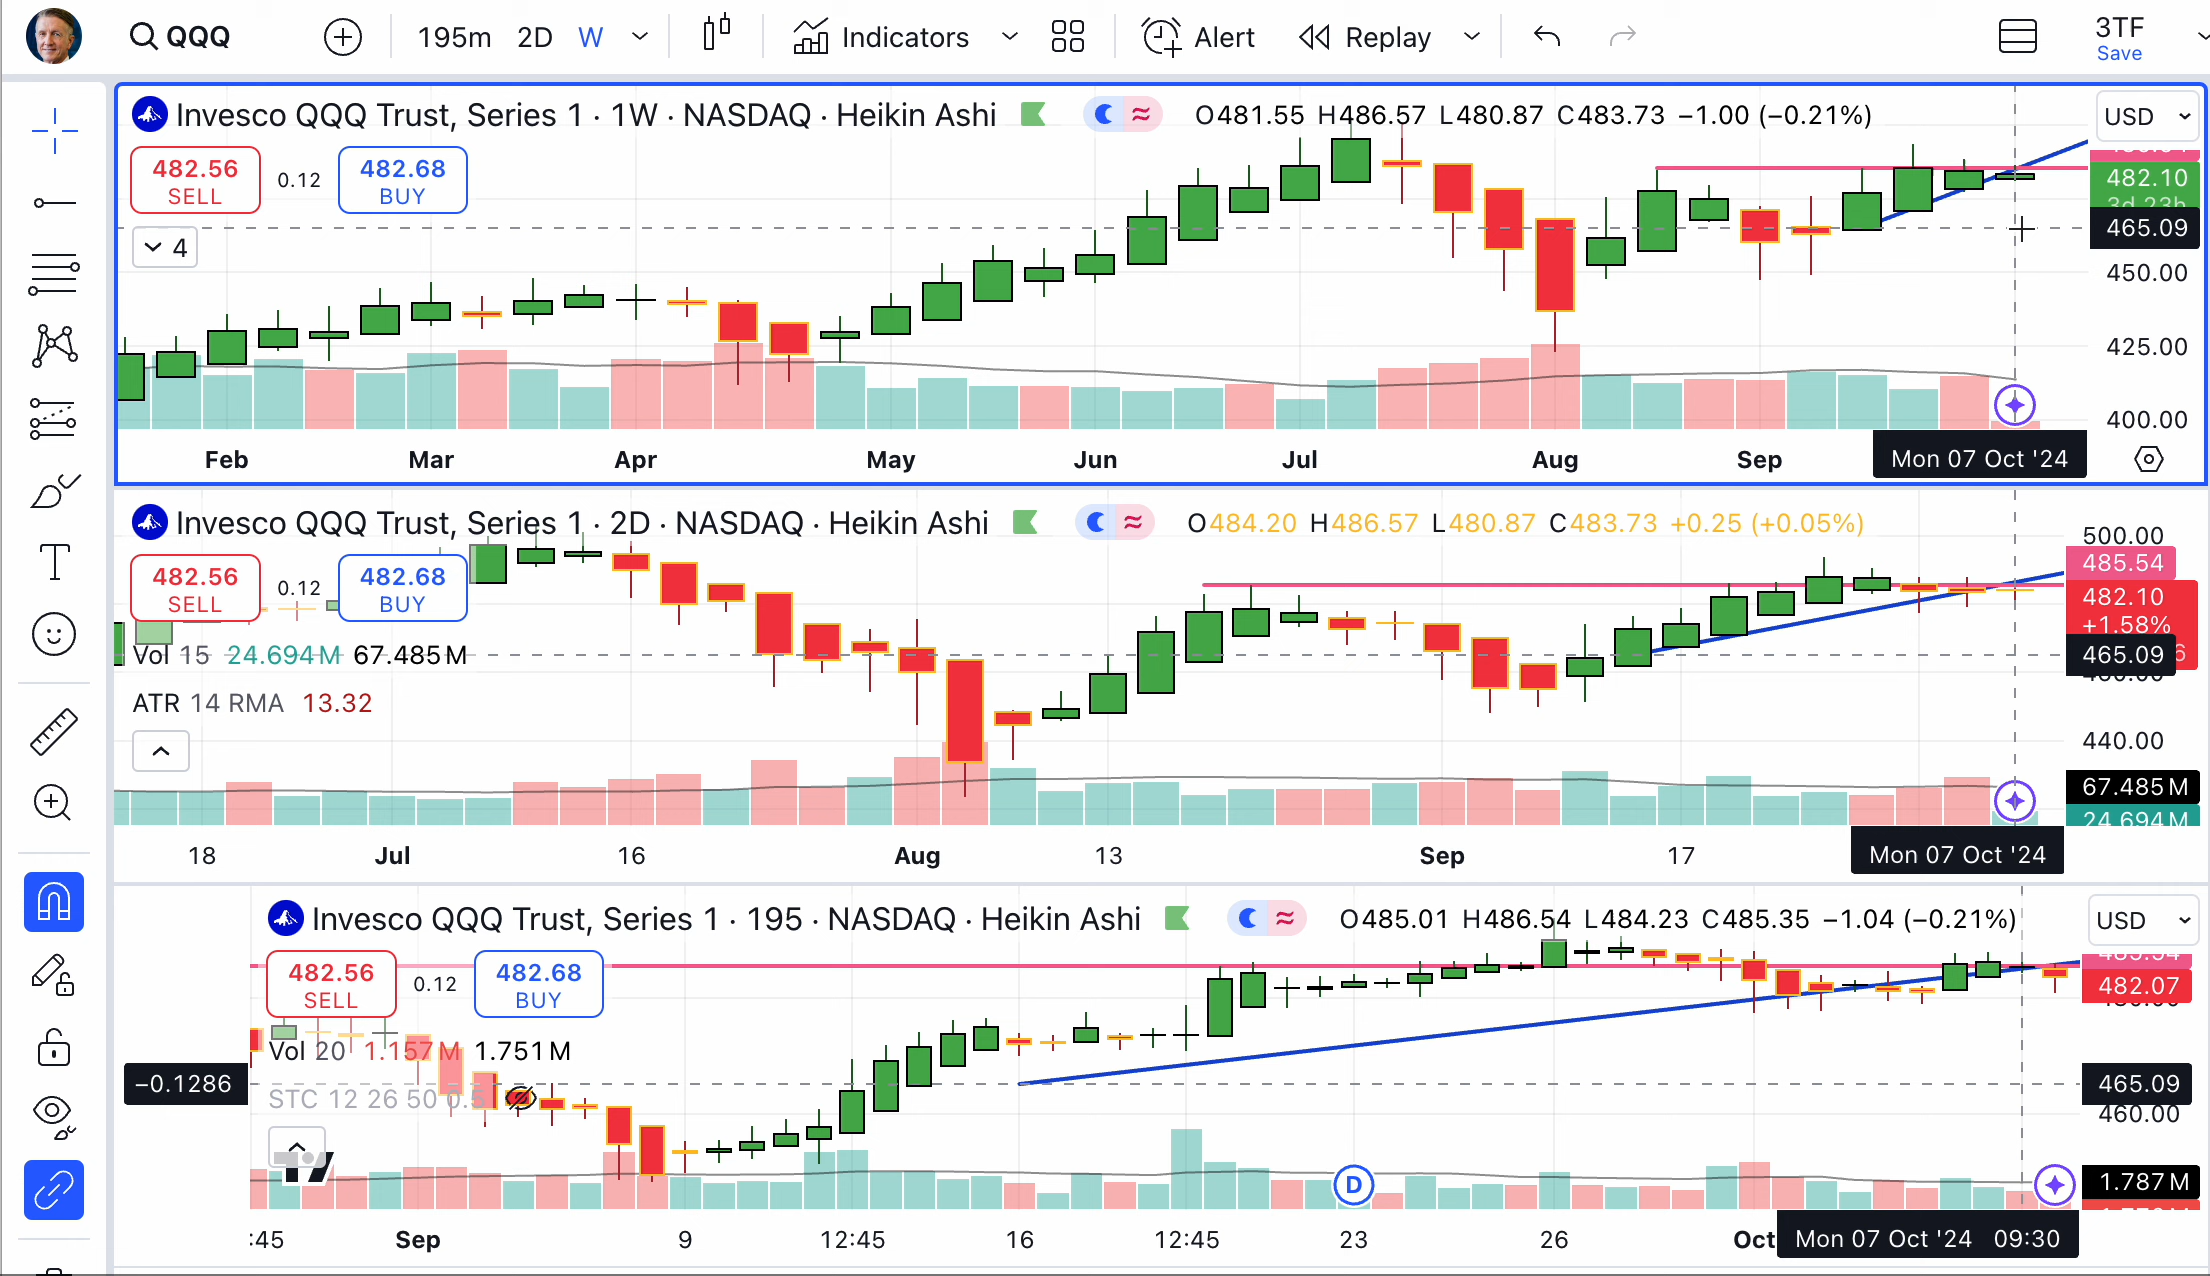 QQQ 195m 2D W Indicators Alert Replay 3TF
Save
Invesco QQQ Trust, Series 1 · 1W · NASDAQ · Heikin Ashi O481.55 H486.57 L480.87 C483.73 −1.00 (−0.21%) USD
482.56 0.12 482.68
SELL BUY
4
482.10
3d 23h
465.09
450.00
425.00
400.00
Feb Mar Apr May Jun Jul Aug Sep Mon 07 Oct '24
Invesco QQQ Trust, Series 1 · 2D · NASDAQ · Heikin Ashi O484.20 H486.57 L480.87 C483.73 +0.25 (+0.05%)
500.00
485.54
482.56 0.12 482.68
SELL BUY
482.10
+1.58%
Vol 15 24.694M 67.485M
465.09
460.00
ATR 14 RMA 13.32
440.00
67.485M
24.694M
18 Jul 16 Aug 13 Sep 17 Mon 07 Oct '24
Invesco QQQ Trust, Series 1 · 195 · NASDAQ · Heikin Ashi O485.01 H486.54 L484.23 C485.35 −1.04 (−0.21%) USD
482.56 0.12 482.68
SELL BUY
482.07
Vol 20 1.157M 1.751M
−0.1286
STC 12 26 50 0.5
465.09
460.00
D
1.787M
:45 Sep 9 12:45 16 12:45 23 26 Oct Mon 07 Oct '24 09:30